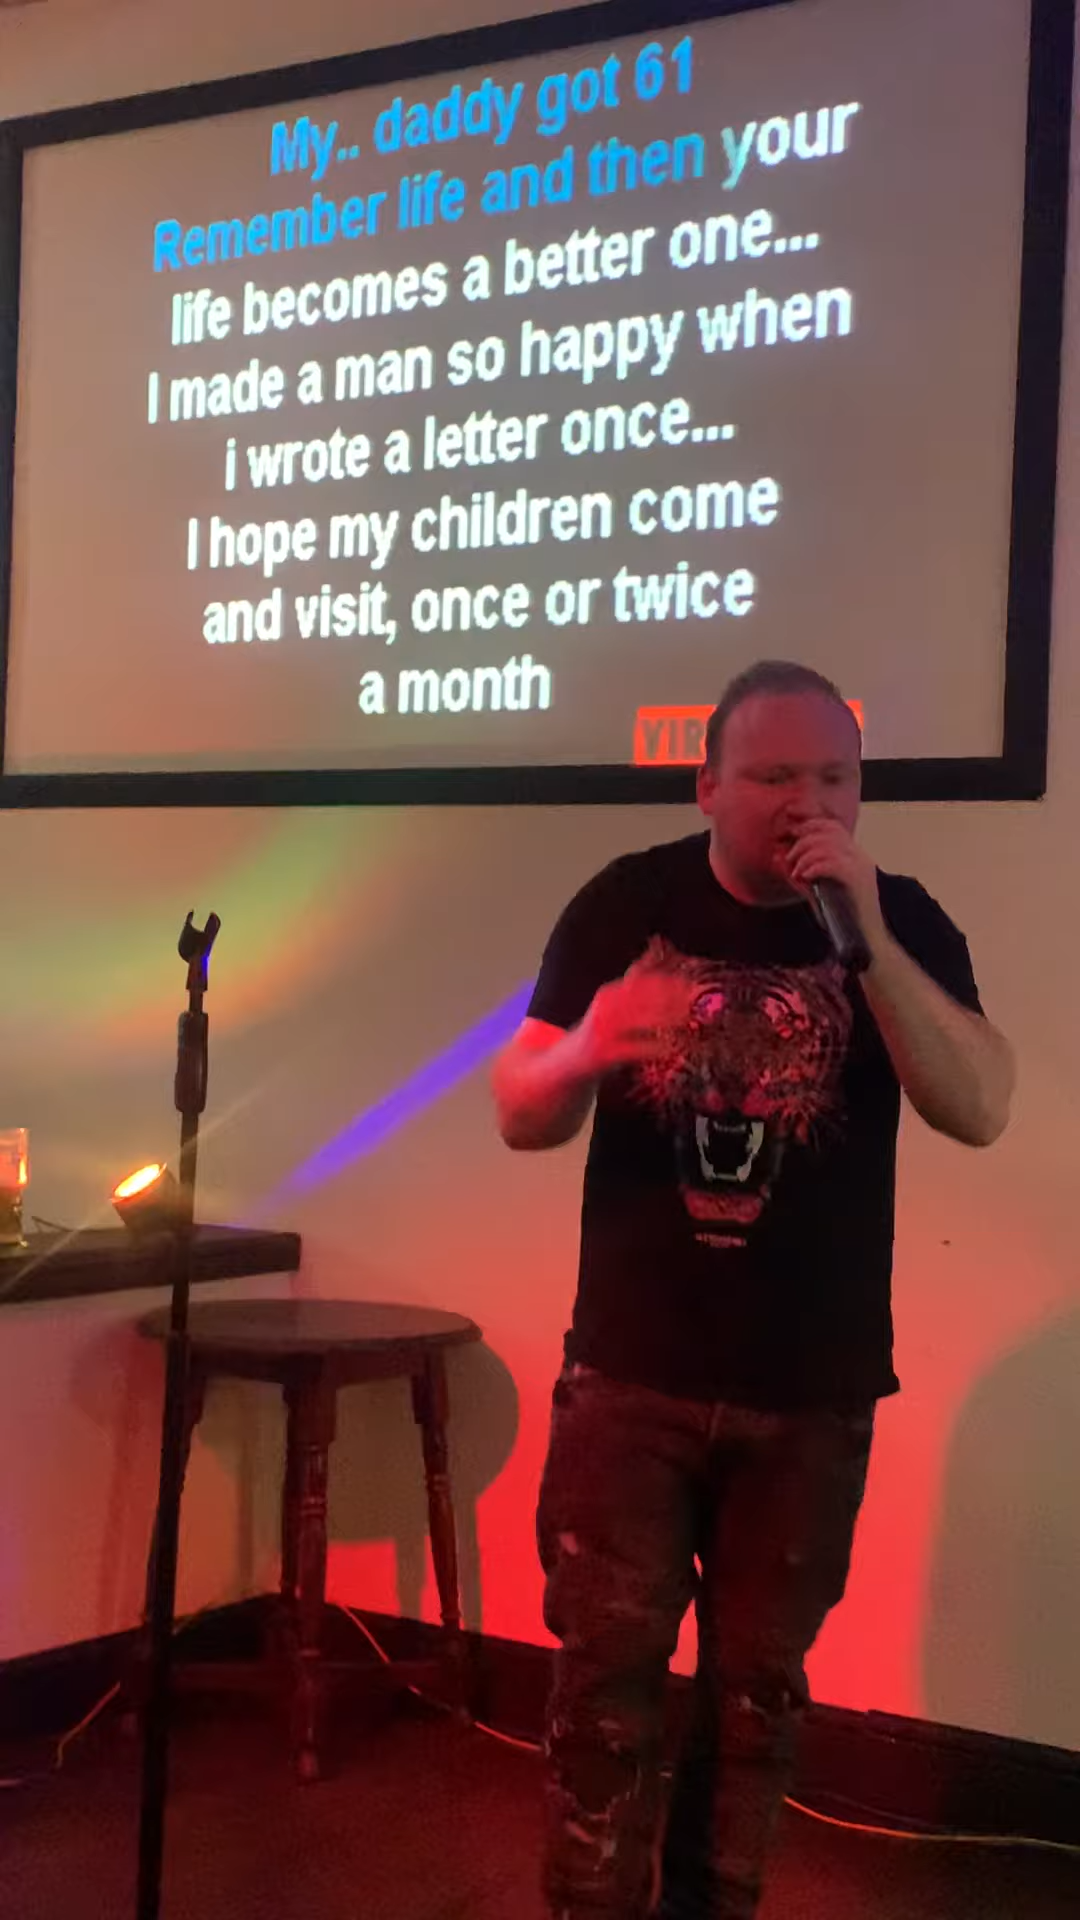 My.. daddy got 61
Remember life and then your
life becomes a better one...
I made a man so happy when
i wrote a letter once...
I hope my children come
and visit, once or twice
a month